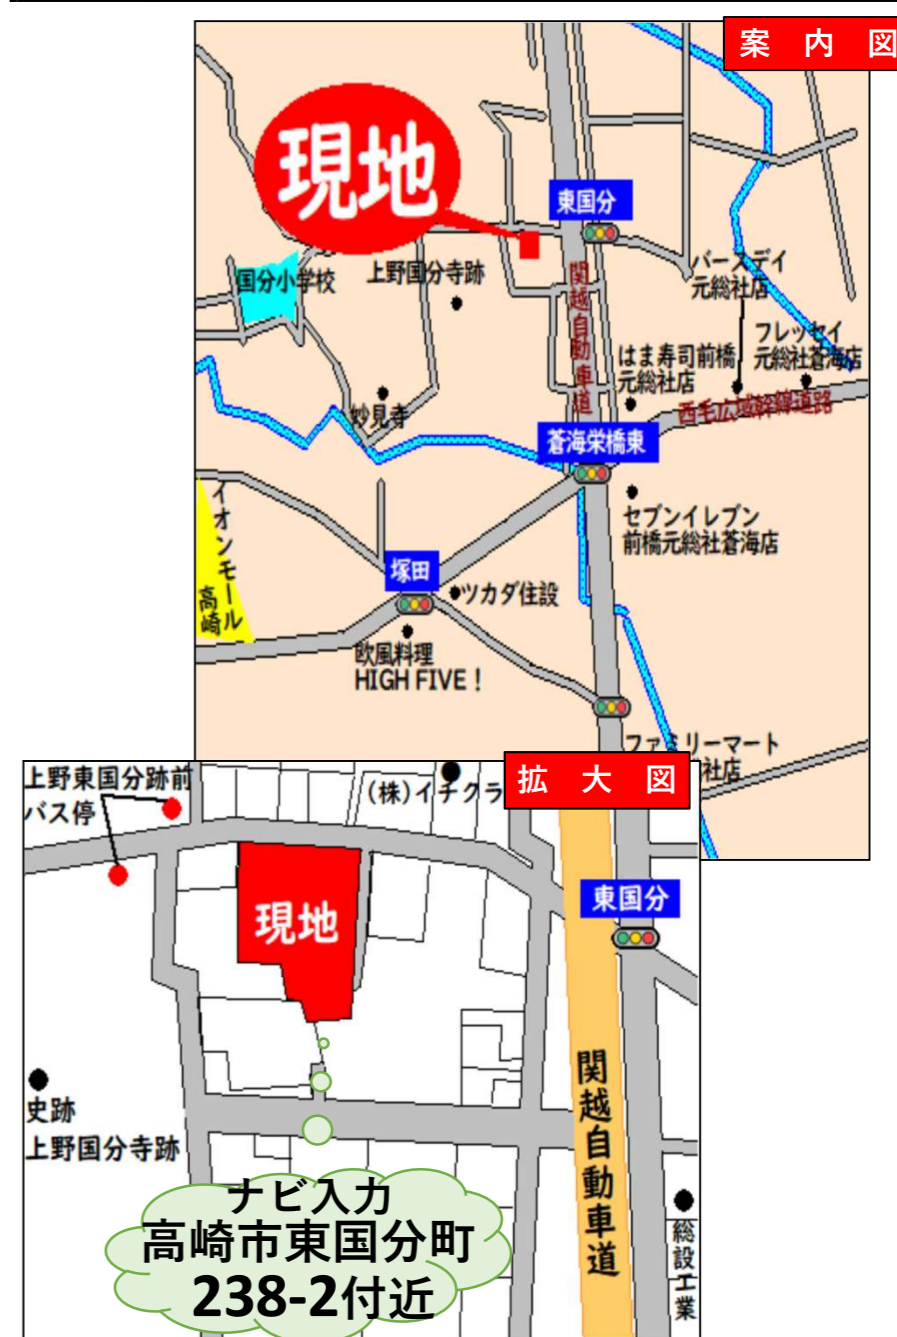 案内図
現地
東国分
国分小学校
上野国分寺跡
関越自動車道
バースデイ
元総社店
はま寿司前橋
元総社店
フレッセイ
元総社蒼海店
西毛広域幹線道路
妙見寺
蒼海栄橋東
イオンモール
高崎
セブンイレブン
前橋元総社蒼海店
塚田
ツカダ住設
欧風料理
HIGH FIVE！
ファミリーマート
社店
拡大図
上野東国分跡前
バス停
(株)イチクラ
現地
東国分
史跡
上野国分寺跡
関越自動車道
総設工業
ナビ入力
高崎市東国分町
238-2付近